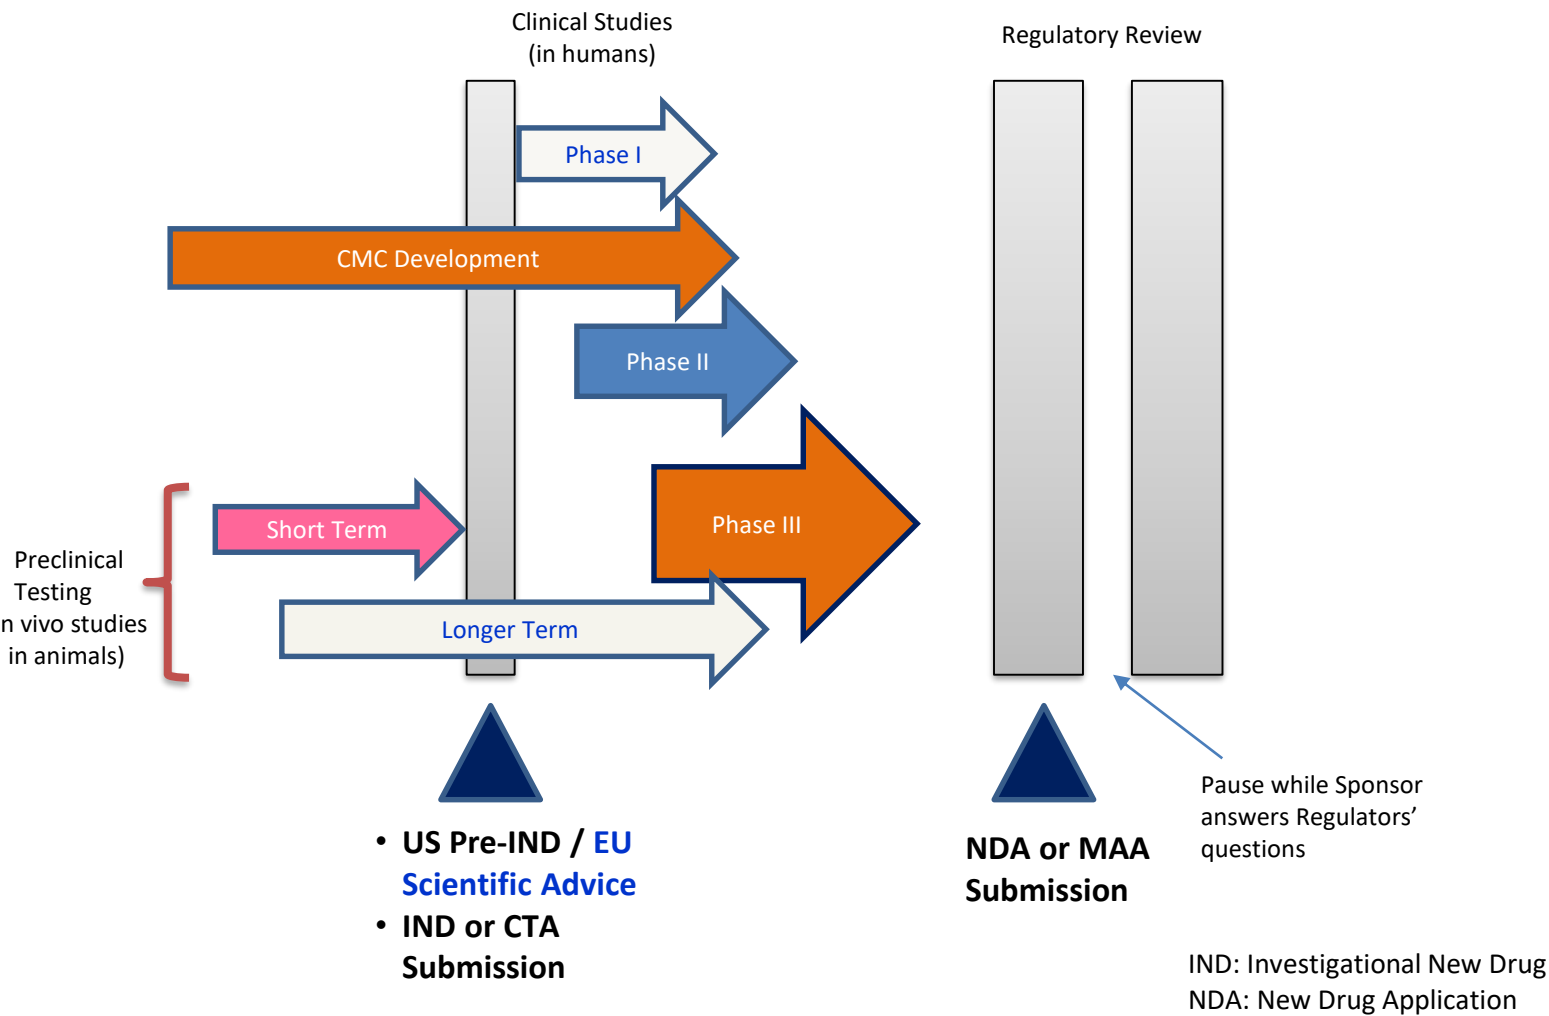 Clinical Studies
(in humans)
Regulatory Review
Phase I
CMC Development
Phase II
Short Term
Phase III
Preclinical
Testing
n vivo studies
in animals)
Longer Term
Pause while Sponsor
answers Regulators’
questions
• US Pre-IND / EU
Scientific Advice
• IND or CTA
Submission
NDA or MAA
Submission
IND: Investigational New Drug
NDA: New Drug Application